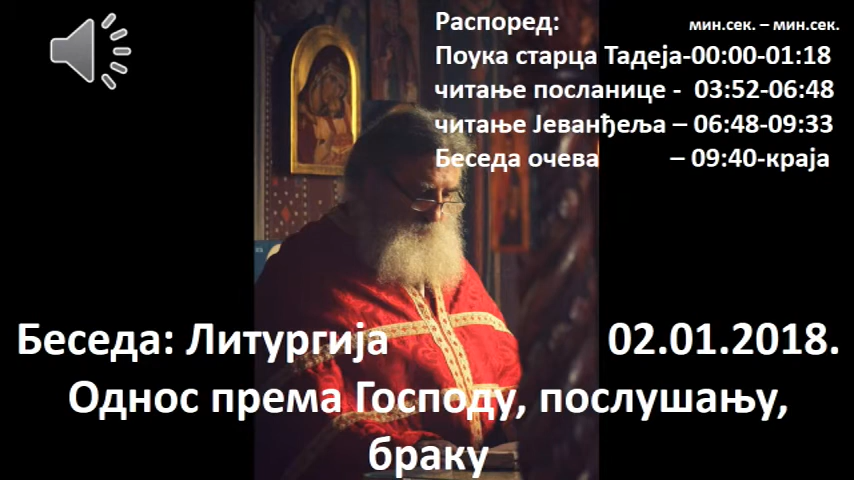 Распоред: мин.сек. – мин.сек.
Поука старца Тадеја-00:00-01:18
читање посланице - 03:52-06:48
читање Јеванђеља – 06:48-09:33
Беседа очева – 09:40-краја
Беседа: Литургија 02.01.2018.
Однос према Господу, послушању,
браку